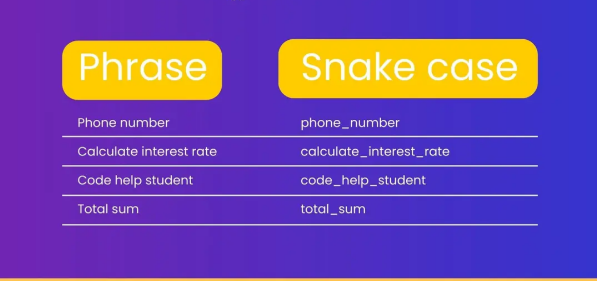 Phrase Snake case
Phone number phone_number
Calculate interest rate calculate_interest_rate
Code help student code_help_student
Total sum total_sum